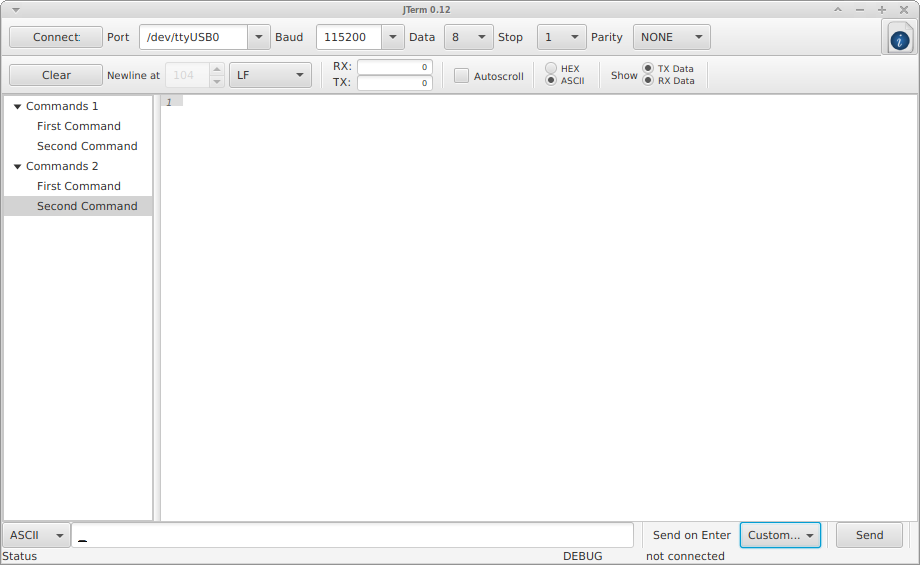 JTerm 0.12
Connect Port /dev/ttyUSB0 Baud 115200 Data 8 Stop 1 Parity NONE
Clear Newline at 104 LF RX: 0 TX: 0 Autoscroll HEX ASCII Show TX Data RX Data
Commands 1
First Command
Second Command
Commands 2
First Command
Second Command
1
ASCII _ Send on Enter Custom... Send
Status DEBUG not connected